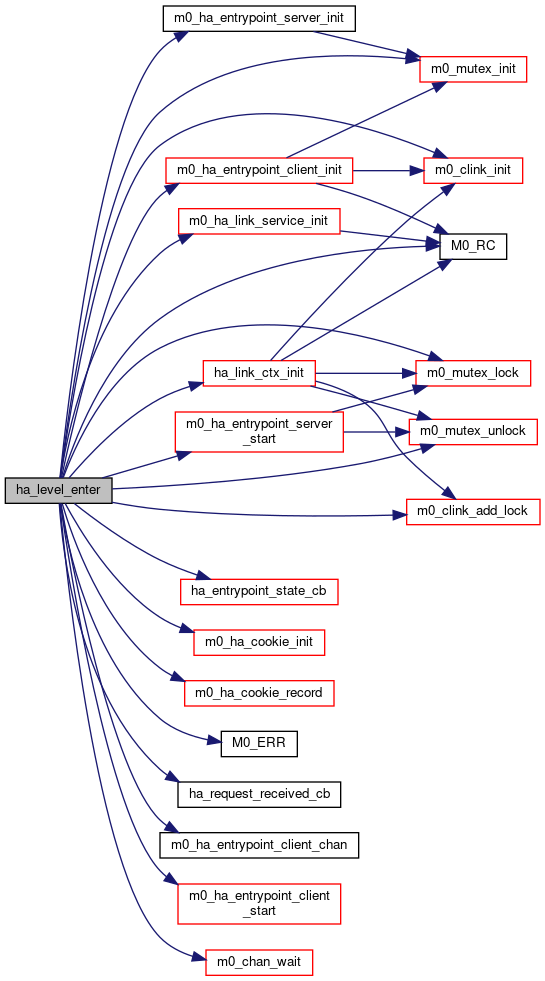 m0_ha_entrypoint_server_init
m0_mutex_init
m0_ha_entrypoint_client_init
m0_clink_init
m0_ha_link_service_init
M0_RC
ha_link_ctx_init
m0_mutex_lock
m0_ha_entrypoint_server
_start
m0_mutex_unlock
ha_level_enter
m0_clink_add_lock
ha_entrypoint_state_cb
m0_ha_cookie_init
m0_ha_cookie_record
M0_ERR
ha_request_received_cb
m0_ha_entrypoint_client_chan
m0_ha_entrypoint_client
_start
m0_chan_wait